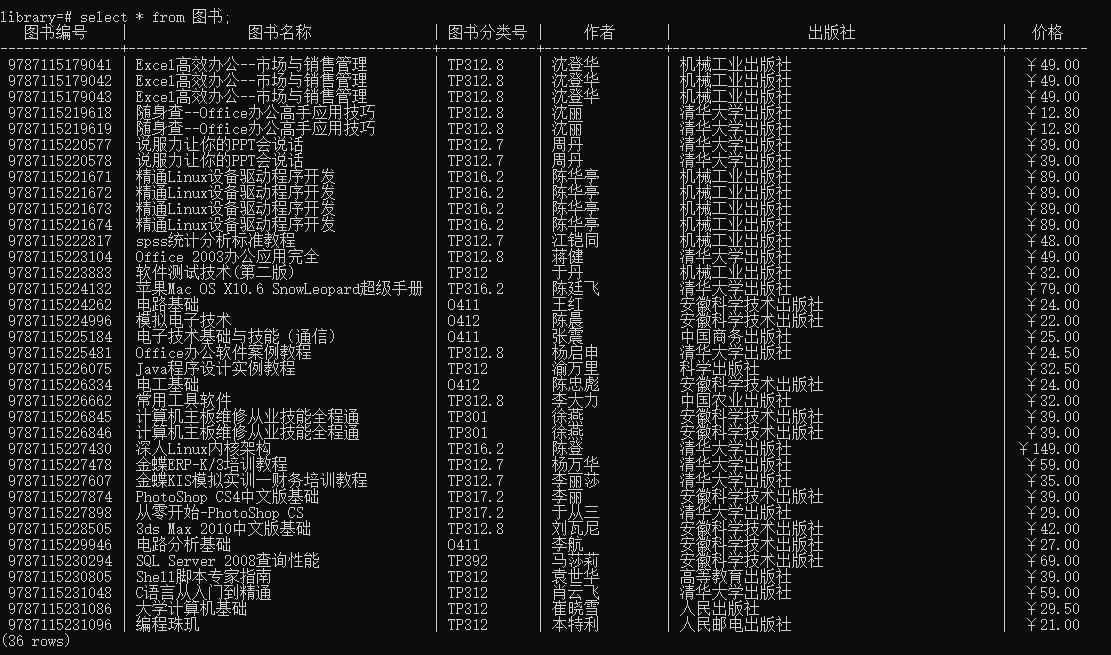 library=# select * from 图书;
图书编号 | 图书名称 | 图书分类号 | 作者 | 出版社 | 价格
9787115179041 | Excel高效办公--市场与销售管理 | TP312.8 | 沈登华 | 机械工业出版社 | ￥49.00
9787115179042 | Excel高效办公--市场与销售管理 | TP312.8 | 沈登华 | 机械工业出版社 | ￥49.00
9787115179043 | Excel高效办公--市场与销售管理 | TP312.8 | 沈登华 | 机械工业出版社 | ￥49.00
9787115219618 | 随身查--Office办公高手应用技巧 | TP312.8 | 沈丽 | 清华大学出版社 | ￥12.80
9787115219619 | 随身查--Office办公高手应用技巧 | TP312.8 | 沈丽 | 清华大学出版社 | ￥12.80
9787115220577 | 说服力让你的PPT会说话 | TP312.7 | 周丹 | 清华大学出版社 | ￥39.00
9787115220578 | 说服力让你的PPT会说话 | TP312.7 | 周丹 | 清华大学出版社 | ￥39.00
9787115221671 | 精通Linux设备驱动程序开发 | TP316.2 | 陈华亭 | 机械工业出版社 | ￥89.00
9787115221672 | 精通Linux设备驱动程序开发 | TP316.2 | 陈华亭 | 机械工业出版社 | ￥89.00
9787115221673 | 精通Linux设备驱动程序开发 | TP316.2 | 陈华亭 | 机械工业出版社 | ￥89.00
9787115221674 | 精通Linux设备驱动程序开发 | TP316.2 | 陈华亭 | 机械工业出版社 | ￥89.00
9787115222817 | spss统计分析标准教程 | TP312.7 | 江铠同 | 机械工业出版社 | ￥48.00
9787115223104 | Office 2003办公应用完全 | TP312.8 | 蒋健 | 清华大学出版社 | ￥49.00
9787115223883 | 软件测试技术(第二版) | TP312 | 于丹 | 机械工业出版社 | ￥32.00
9787115224132 | 苹果Mac OS X10.6 SnowLeopard超级手册 | TP316.2 | 陈廷飞 | 清华大学出版社 | ￥79.00
9787115224262 | 电路基础 | O411 | 王红 | 安徽科学技术出版社 | ￥24.00
9787115224996 | 模拟电子技术 | O412 | 陈晨 | 安徽科学技术出版社 | ￥22.00
9787115225184 | 电子技术基础与技能（通信） | O411 | 张震 | 中国商务出版社 | ￥25.00
9787115225481 | Office办公软件案例教程 | TP312.8 | 杨启申 | 清华大学出版社 | ￥24.50
9787115226075 | Java程序设计实例教程 | TP312 | 渝万里 | 科学出版社 | ￥32.50
9787115226334 | 电工基础 | O412 | 陈忠彪 | 安徽科学技术出版社 | ￥24.00
9787115226662 | 常用工具软件 | TP312.8 | 李大力 | 中国农业出版社 | ￥32.00
9787115226845 | 计算机主板维修从业技能全程通 | TP301 | 徐燕 | 安徽科学技术出版社 | ￥39.00
9787115226846 | 计算机主板维修从业技能全程通 | TP301 | 徐燕 | 安徽科学技术出版社 | ￥39.00
9787115227430 | 深入Linux内核架构 | TP316.2 | 陈登 | 清华大学出版社 | ￥149.00
9787115227478 | 金蝶ERP-K/3培训教程 | TP312.7 | 杨万华 | 清华大学出版社 | ￥59.00
9787115227607 | 金蝶KIS模拟实训—财务培训教程 | TP312.7 | 李丽莎 | 清华大学出版社 | ￥35.00
9787115227874 | PhotoShop CS4中文版基础 | TP317.2 | 李丽 | 安徽科学技术出版社 | ￥39.00
9787115227898 | 从零开始-PhotoShop CS | TP317.2 | 于从三 | 清华大学出版社 | ￥29.00
9787115228505 | 3ds Max 2010中文版基础 | TP312.8 | 刘瓦尼 | 安徽科学技术出版社 | ￥42.00
9787115229946 | 电路分析基础 | O411 | 李航 | 安徽科学技术出版社 | ￥27.00
9787115230294 | SQL Server 2008查询性能 | TP392 | 马莎莉 | 安徽科学技术出版社 | ￥69.00
9787115230805 | Shell脚本专家指南 | TP312 | 袁世华 | 高等教育出版社 | ￥39.00
9787115231048 | C语言从入门到精通 | TP312 | 肖云飞 | 清华大学出版社 | ￥59.00
9787115231086 | 大学计算机基础 | TP312 | 崔晓雪 | 人民出版社 | ￥29.50
9787115231096 | 编程珠玑 | TP312 | 本特利 | 人民邮电出版社 | ￥21.00
(36 rows)